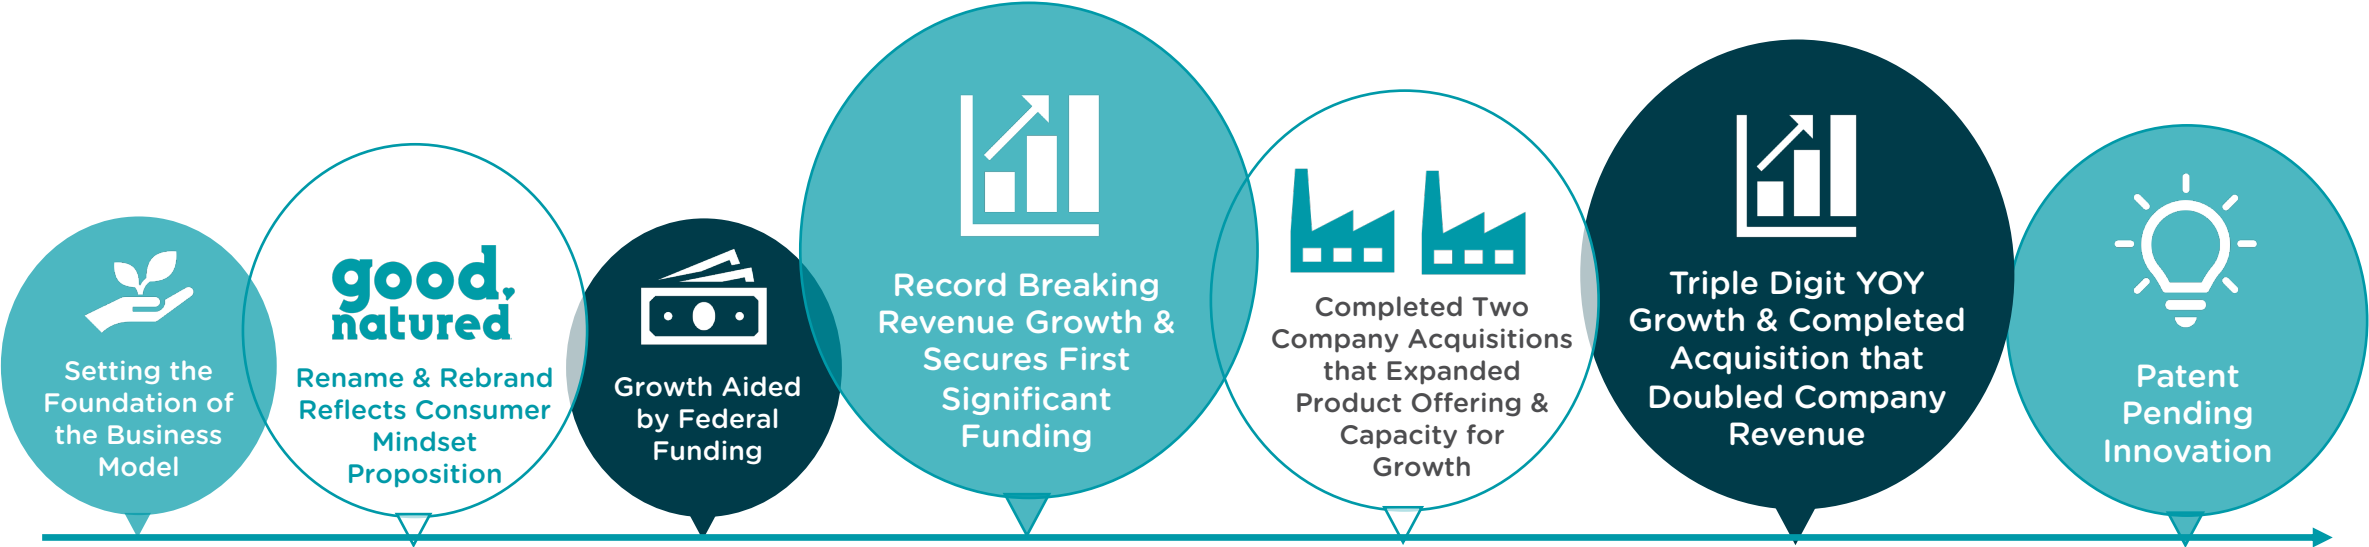 Setting the
Foundation of
the Business
Model
good
natured
Rename & Rebrand
Reflects Consumer
Mindset
Proposition
Growth Aided
by Federal
Funding
Record Breaking
Revenue Growth &
Secures First
Significant
Funding
Completed Two
Company Acquisitions
that Expanded
Product Offering &
Capacity for
Growth
Triple Digit YOY
Growth & Completed
Acquisition that
Doubled Company
Revenue
Patent
Pending
Innovation